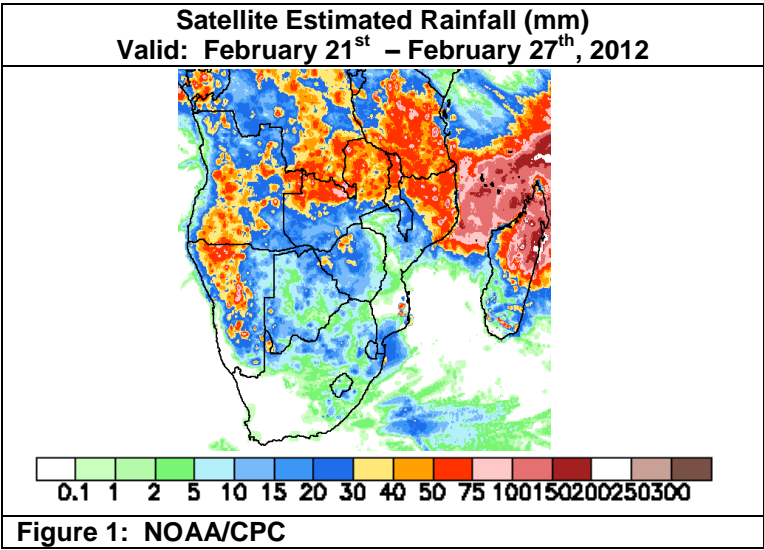 Satellite Estimated Rainfall (mm)
Valid: February 21st – February 27th, 2012
0.1 1 2 5 10 15 20 30 40 50 75 100150200250300
Figure 1: NOAA/CPC